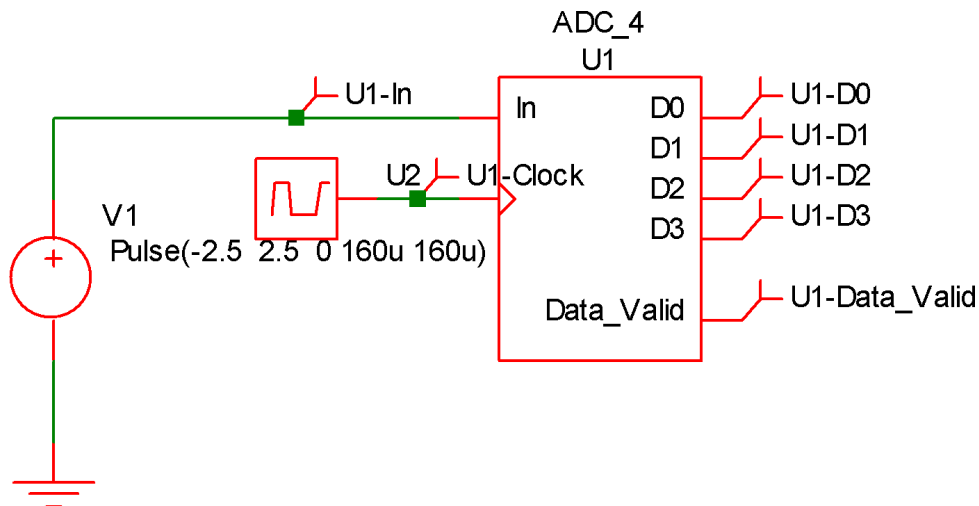 ADC_4
U1
U1-In
In
D0
U1-D0
D1
U1-D1
U2
U1-Clock
D2
U1-D2
D3
U1-D3
V1
Pulse(-2.5 2.5 0 160u 160u)
Data_Valid
U1-Data_Valid